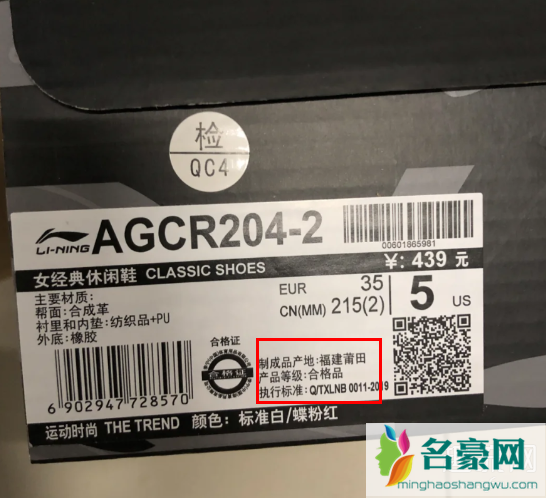 检
QC4
LI-NING AGCR204-2
00601865981
女经典休闲鞋 CLASSIC SHOES
¥: 439 元
主要材质:
帮面: 合成革
衬里和内垫: 纺织品+PU
外底: 橡胶
EUR 35
CN(MM) 215(2)
5 US
合格证
合格证
制成品产地: 福建莆田
产品等级: 合格品
执行标准: Q/TXLNB 0011-2019
6 902947 728570
运动时尚 THE TREND 颜色: 标准白/蝶粉红
名豪网
minghaoshangwu.com